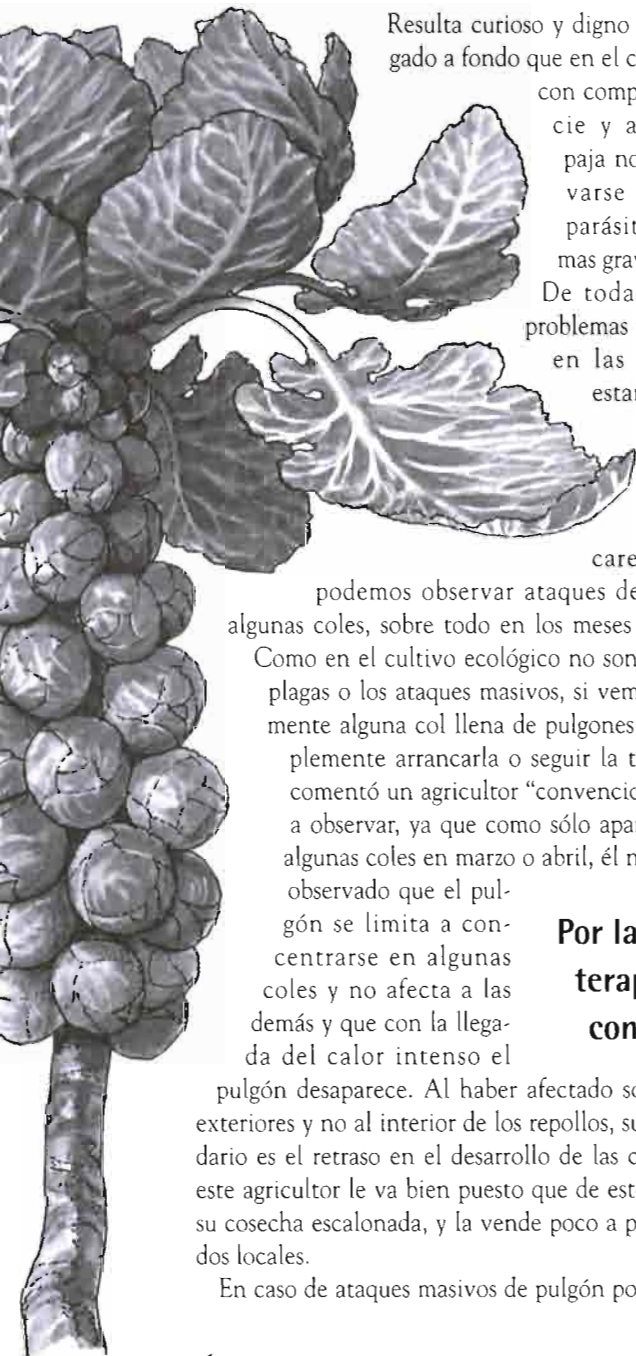 Resulta curioso y digno
gado a fondo que en el c
con comp
cie y a
paja no
varse
parásit
mas grav
De toda
problemas
en las
estar
care
podemos observar ataques de
algunas coles, sobre todo en los meses
Como en el cultivo ecológico no son
plagas o los ataques masivos, si vem
mente alguna col llena de pulgones
plemente arrancarla o seguir la t
comentó un agricultor “convencio
a observar, ya que como sólo apar
algunas coles en marzo o abril, él n
observado que el pul-
gón se limita a con-
centrarse en algunas
coles y no afecta a las
demás y que con la llega-
da del calor intenso el
Por la
terap
con
pulgón desaparece. Al haber afectado so
exteriores y no al interior de los repollos, su
dario es el retraso en el desarrollo de las c
este agricultor le va bien puesto que de est
su cosecha escalonada, y la vende poco a p
dos locales.
En caso de ataques masivos de pulgón po